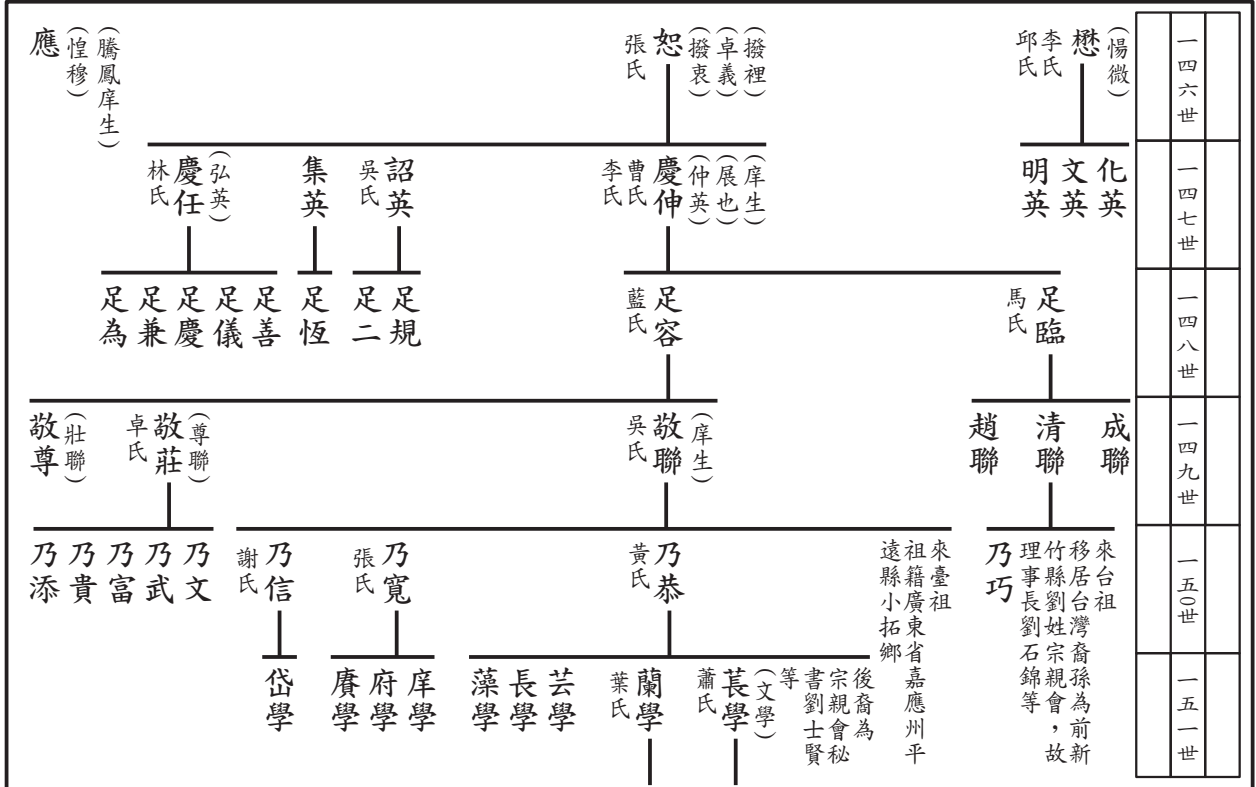 一四六世
(愓微)
懋
李氏
邱氏
(撥裡)
(卓義)
(撥衷)
恕
張氏
(騰鳳庠生)
(惶穆)
應
一四七世
化英
文英
明英
(庠生)
(展也)
(仲英)
慶伸
曹氏
李氏
詔英
吳氏
集英
(弘英)
慶任
林氏
一四八世
足臨
馬氏
足容
藍氏
足規
足二
足恆
足善
足儀
足慶
足兼
足為
一四九世
成聯
清聯
趙聯
(庠生)
敬聯
吳氏
(尊聯)
敬莊
卓氏
(壯聯)
敬尊
一五○世
來台祖
移居台灣裔孫為前新
竹縣劉姓宗親會,故
理事長劉石錦等
乃巧
來臺祖
祖籍廣東省嘉應州平
遠縣小拓鄉
乃恭
黃氏
乃寬
張氏
乃信
謝氏
乃文
乃武
乃富
乃貴
乃添
一五一世
後裔為
宗親會秘
書劉士賢
等
(文學)
萇學
蕭氏
蘭學
葉氏
芸學
長學
藻學
庠學
府學
賡學
岱學